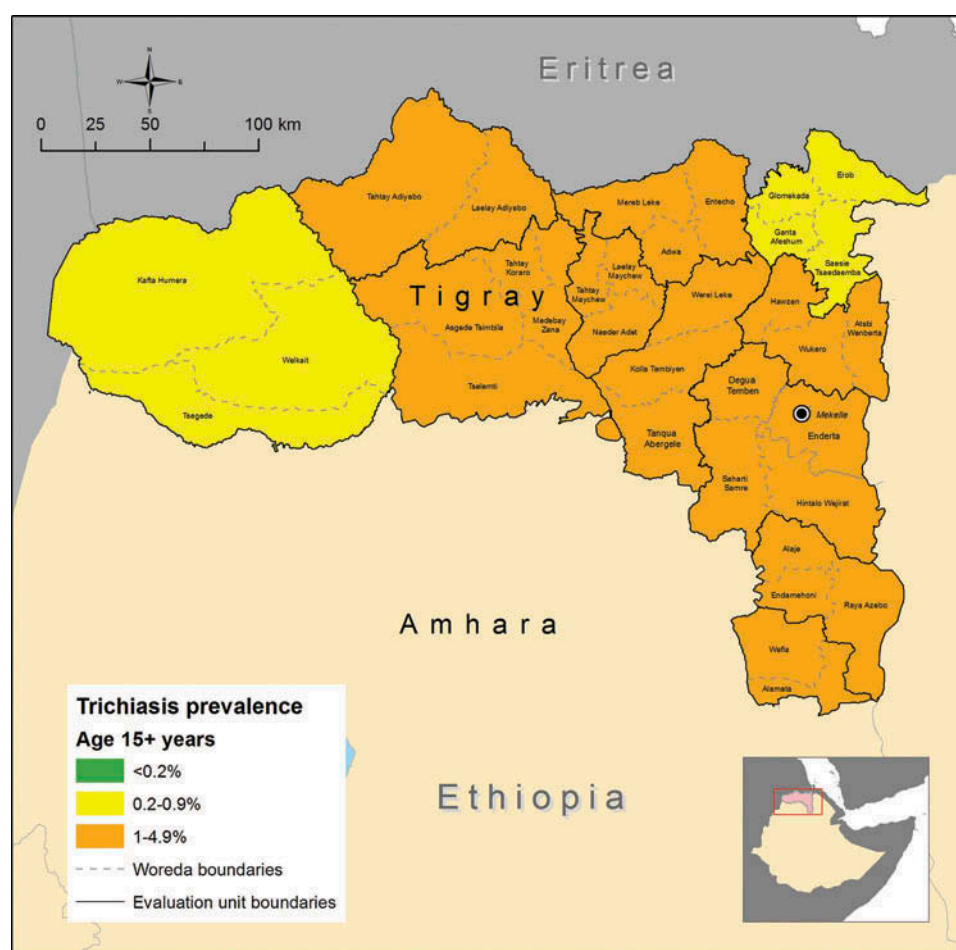 Eritrea
N
W
E
S
0 25 50 100 km
Erob
Glomekada
Tahtay Adiyabo
Laelay Adiyabo
Mereb Leke
Entecho
Ganta
Afeshum
Saesie
Tsaedaemba
Adwa
Kafta Humera
Tahtay
Koraro
Laelay
Maychew
Tahtay
Maychew
Werei Leke
Hawzen
Tigray
Atsbi
Wenberta
Asgede Tsimbila
Medebay
Zana
Naeder Adet
Wukero
Welkait
Kolla Tembiyen
Degua
Temben
Tselemti
Tsegede
Mekelle
Enderta
Tanqua
Abergele
Saharti
Samre
Hintalo Wejirat
Alaje
Endamehoni
Raya Azebo
Amhara
Wefla
Alamata
Ethiopia
Trichiasis prevalence
Age 15+ years
<0.2%
0.2-0.9%
1-4.9%
Woreda boundaries
Evaluation unit boundaries